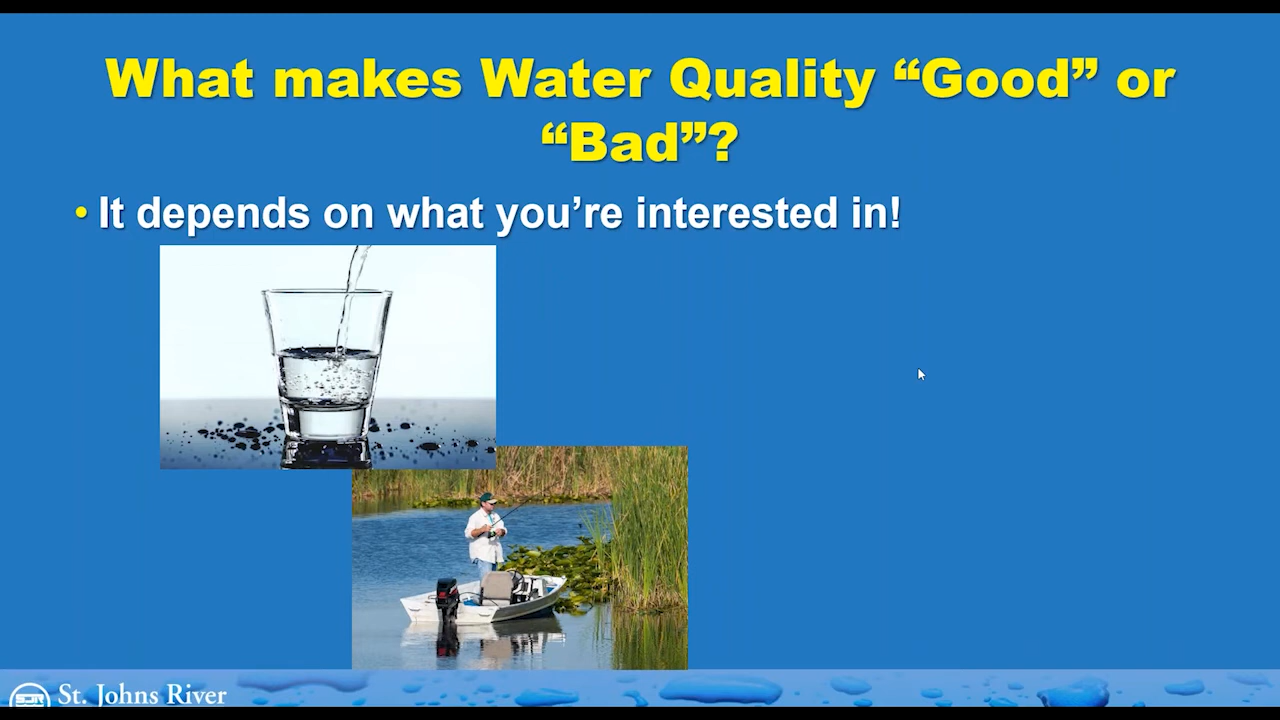 What makes Water Quality “Good” or
“Bad”?
• It depends on what you’re interested in!
St. Johns River